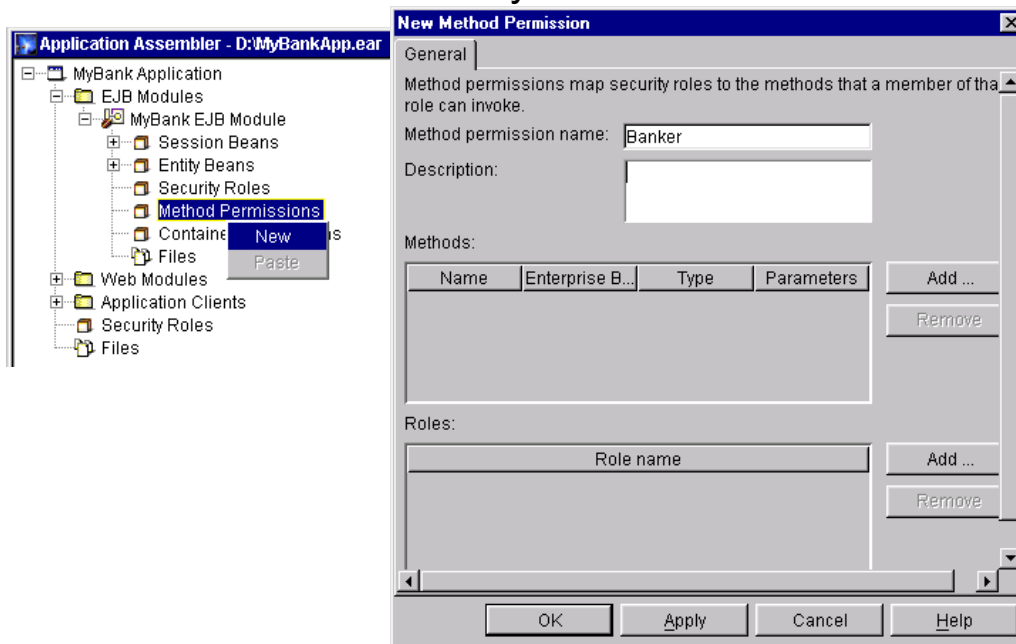 Application Assembler - D:\MyBankApp.ear
MyBank Application
EJB Modules
MyBank EJB Module
Session Beans
Entity Beans
Security Roles
Method Permissions
Containe
is
New
Paste
Files
Web Modules
Application Clients
Security Roles
Files
New Method Permission
General
Method permissions map security roles to the methods that a member of tha
role can invoke.
Method permission name: Banker
Description:
Methods:
Name Enterprise B... Type Parameters
Add ...
Remove
Roles:
Role name
Add ...
Remove
OK Apply Cancel Help